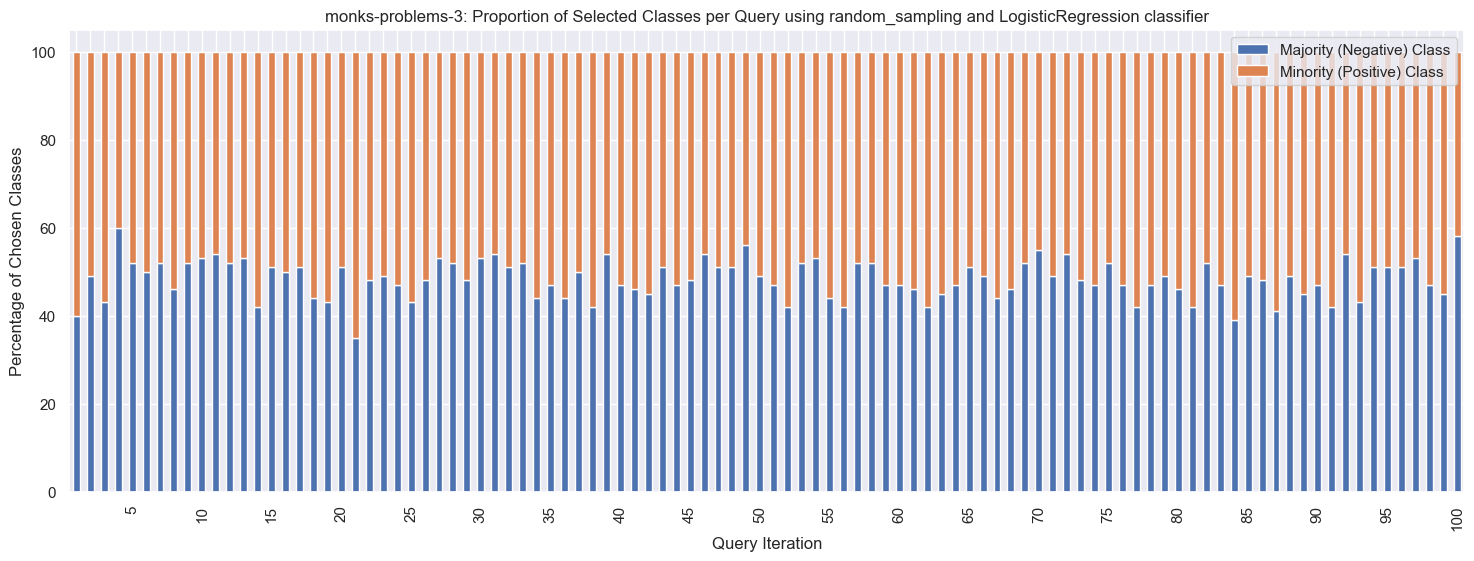 monks-problems-3: Proportion of Selected Classes per Query using random_sampling and LogisticRegression classifier
Majority (Negative) Class
Minority (Positive) Class
Percentage of Chosen Classes
100
80
60
40
20
0
5 10 15 20 25 30 35 40 45 50 55 60 65 70 75 80 85 90 95 100
Query Iteration